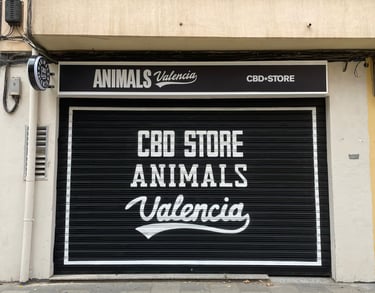 ANIMALS Valencia
CBD+STORE
CBD STORE
ANIMALS
Valencia